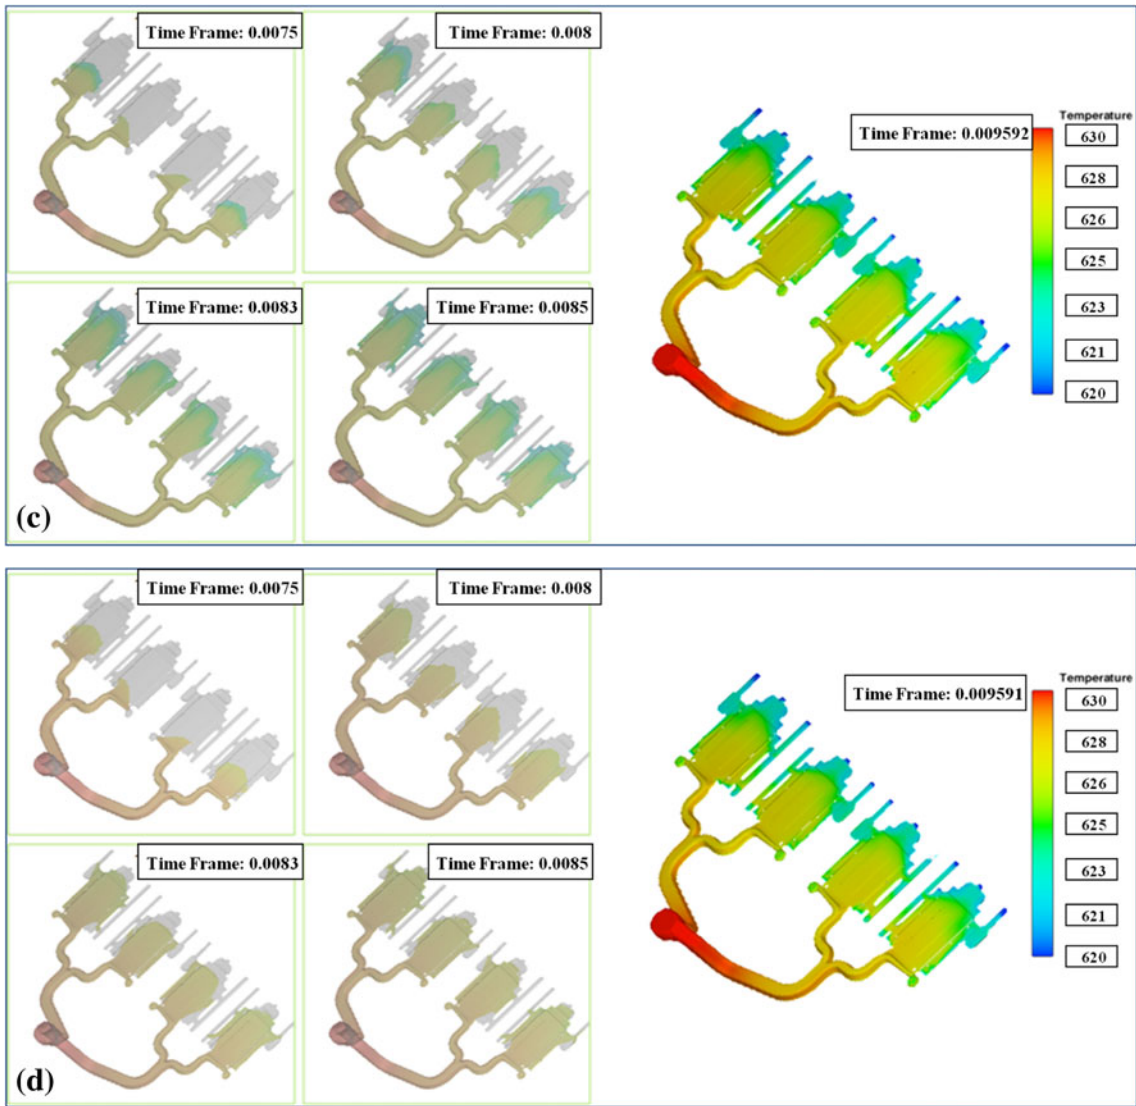 Time Frame: 0.0075
Time Frame: 0.008
Time Frame: 0.0083
Time Frame: 0.0085
(c)
Time Frame: 0.009592
Temperature
630
628
626
625
623
621
620
Time Frame: 0.0075
Time Frame: 0.008
Time Frame: 0.0083
Time Frame: 0.0085
(d)
Time Frame: 0.009591
Temperature
630
628
626
625
623
621
620